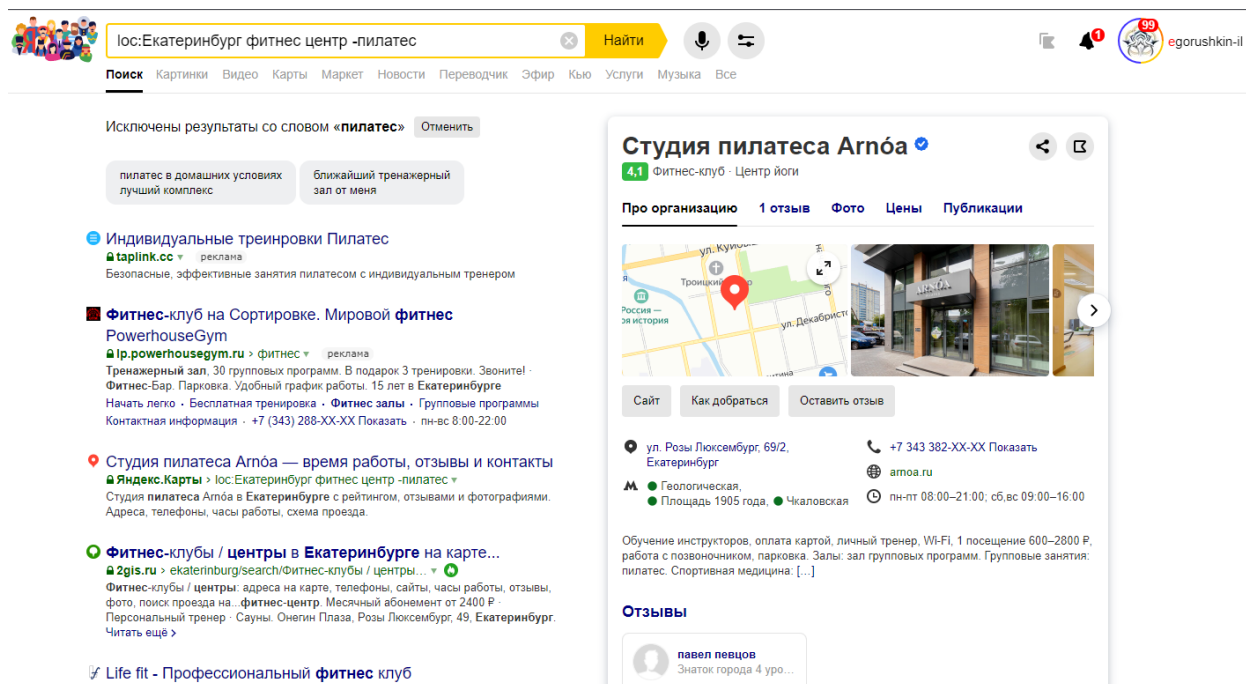 loc:Екатеринбург фитнес центр -пилатес
Найти
99
1
egorushkin-il
Поиск Картинки Видео Карты Маркет Новости Переводчик Эфир Кью Услуги Музыка Все
Исключены результаты со словом «пилатес» Отменить
пилатес в домашних условиях
лучший комплекс
ближайший тренажерный
зал от меня
Индивидуальные треинровки Пилатес
taplink.cc реклама
Безопасные, эффективные занятия пилатесом с индивидуальным тренером
Фитнес-клуб на Сортировке. Мировой фитнес
PowerhouseGym
lp.powerhousegym.ru › фитнес реклама
Тренажерный зал, 30 групповых программ. В подарок 3 тренировки. Звоните! ·
Фитнес-Бар. Парковка. Удобный график работы. 15 лет в Екатеринбурге
Начать легко · Бесплатная тренировка · Фитнес залы · Групповые программы
Контактная информация · +7 (343) 288-XX-XX Показать · пн-вс 8:00-22:00
Студия пилатеса Arnóa — время работы, отзывы и контакты
Яндекс.Карты › loc:Екатеринбург фитнес центр -пилатес
Студия пилатеса Arnóa в Екатеринбурге с рейтингом, отзывами и фотографиями.
Адреса, телефоны, часы работы, схема проезда.
Фитнес-клубы / центры в Екатеринбурге на карте...
2gis.ru › ekaterinburg/search/Фитнес-клубы / центры...
Фитнес-клубы / центры: адреса на карте, телефоны, сайты, часы работы, отзывы,
фото, поиск проезда на...фитнес-центр. Месячный абонемент от 2400 ₽ ·
Персональный тренер · Сауны. Онегин Плаза, Розы Люксембург, 49, Екатеринбург.
Читать ещё ›
Life fit - Профессиональный фитнес клуб
Студия пилатеса Arnóa
4,1 Фитнес-клуб · Центр йоги
Про организацию 1 отзыв Фото Цены Публикации
ул. Куйбы
Троицкий
Россия —
оя история
ул. Декабристо
ARNÓA
Сайт Как добраться Оставить отзыв
ул. Розы Люксембург, 69/2,
Екатеринбург
Геологическая,
Площадь 1905 года, Чкаловская
+7 343 382-XX-XX Показать
arnoa.ru
пн-пт 08:00–21:00; сб,вс 09:00–16:00
Обучение инструкторов, оплата картой, личный тренер, Wi-Fi, 1 посещение 600–2800 ₽,
работа с позвоночником, парковка. Залы: зал групповых программ. Групповые занятия:
пилатес. Спортивная медицина: [...]
Отзывы
павел певцов
Знаток города 4 уро...